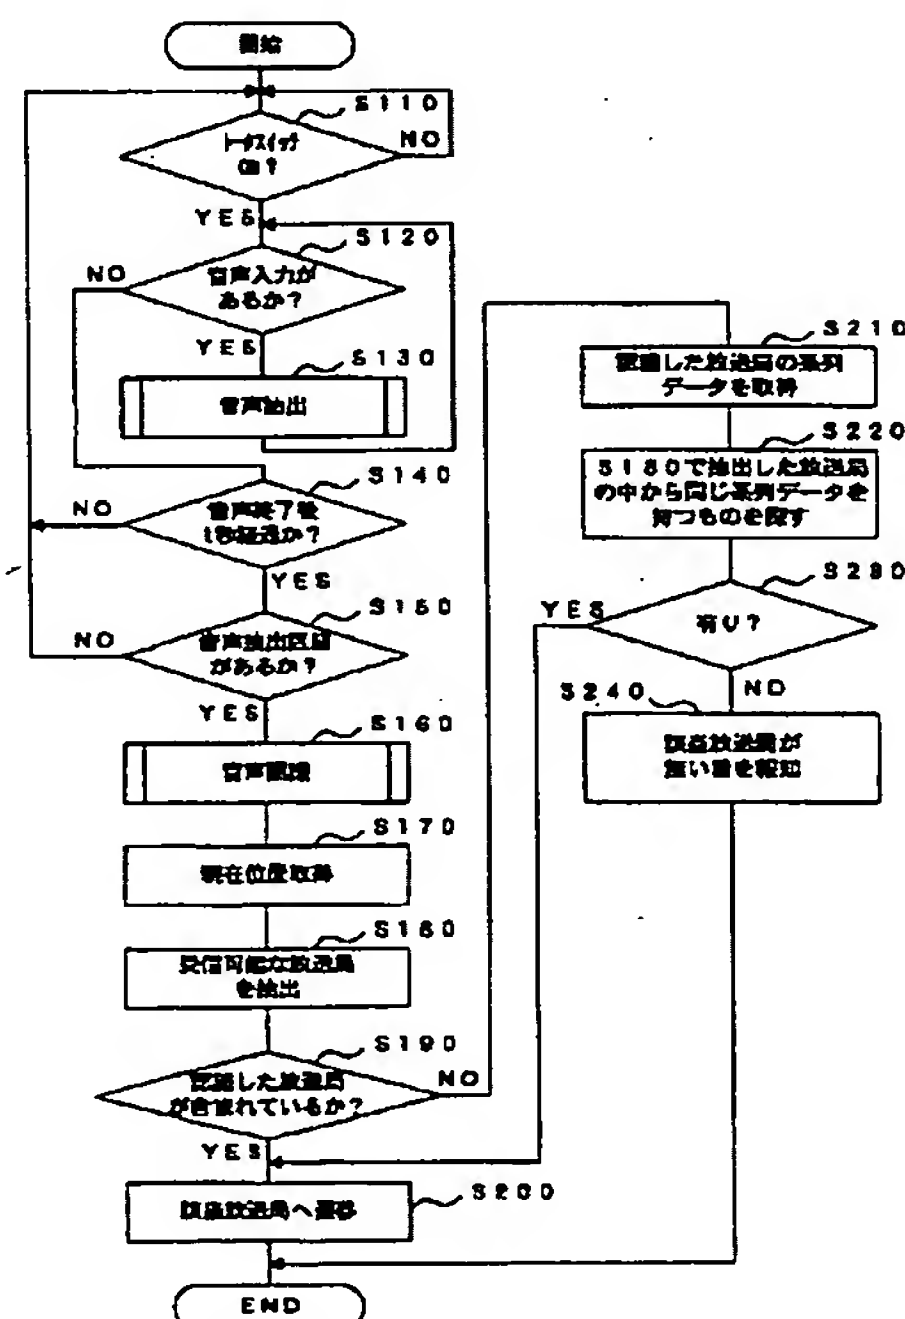 開始
S110
トークスイッチ
ON?
NO
YES
S120
音声入力が
あるか?
NO
YES
S130
音声抽出
S140
音声終了後
t秒経過か?
NO
YES
S150
音声抽出区間
があるか?
NO
YES
S160
音声認識
S170
現在位置取得
S180
受信可能な放送局
を抽出
S190
認識した放送局
が含まれているか?
NO
YES
S200
該当放送局へ遷移
END
S210
認識した放送局の系列
データを取得
S220
S180で抽出した放送局
の中から同じ系列データを
持つものを探す
S230
有り?
YES
NO
S240
該当放送局が
無い旨を報知